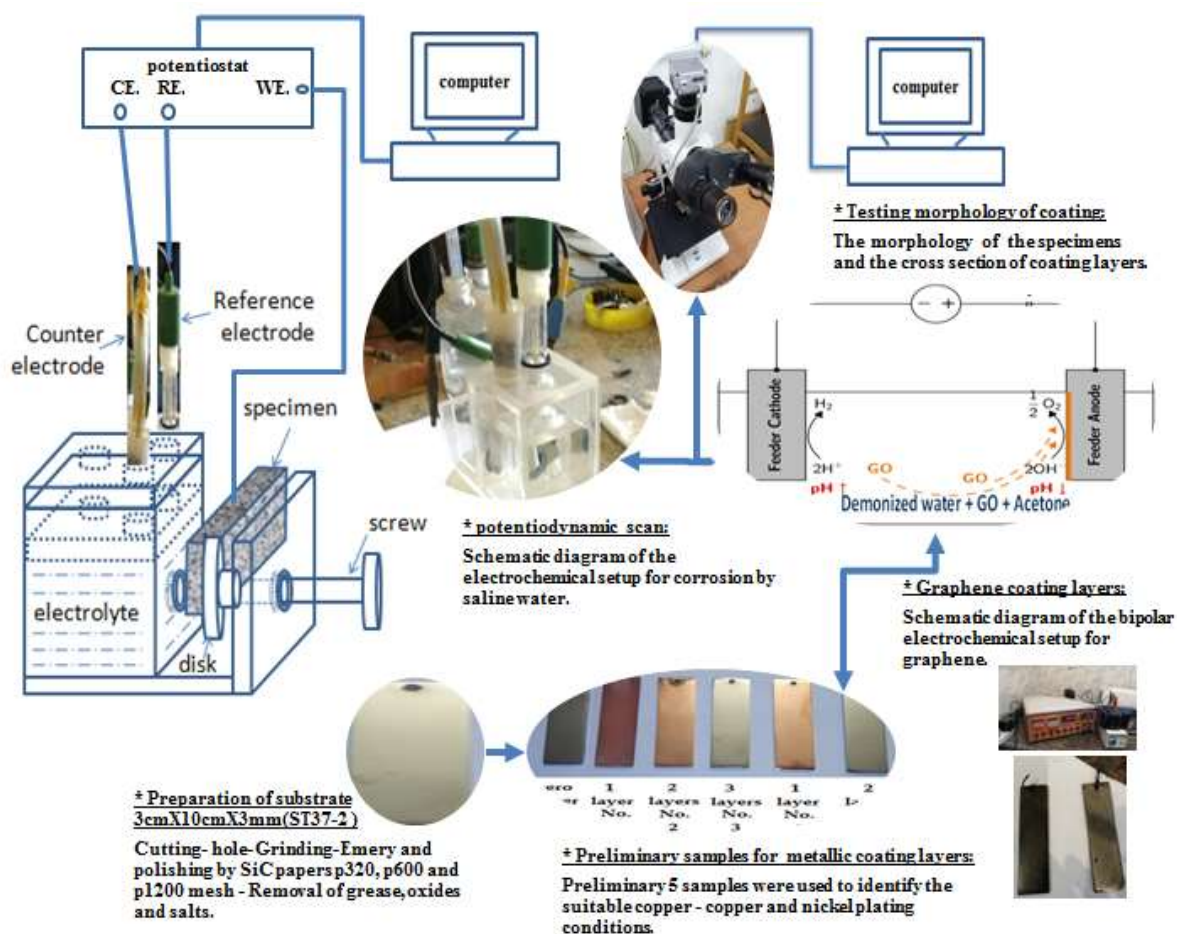 potentiostat
CE. RE. WE.
computer
computer
* Testing morphology of coating:
The morphology of the specimens
and the cross section of coating layers.
Reference
electrode
Counter
electrode
specimen
screw
electrolyte
disk
− +
Feeder Cathode
Feeder Anode
H₂
1/2 O₂
2H⁺
2OH⁻
GO
GO
pH ↑
pH ↓
Demonized water + GO + Acetone
* potentiodynamic scan:
Schematic diagram of the
electrochemical setup for corrosion by
saline water.
* Graphene coating layers:
Schematic diagram of the bipolar
electrochemical setup for
graphene.
1 2 3 1 2
layer layers layers layer
No. No. No. No.
2 3
* Preparation of substrate
3cmX10cmX3mm(ST37-2 )
Cutting- hole-Grinding-Emery and
polishing by SiC papers p320, p600 and
p1200 mesh - Removal of grease,oxides
and salts.
* Preliminary samples for metallic coating layers:
Preliminary 5 samples were used to identify the
suitable copper - copper and nickel plating
conditions.